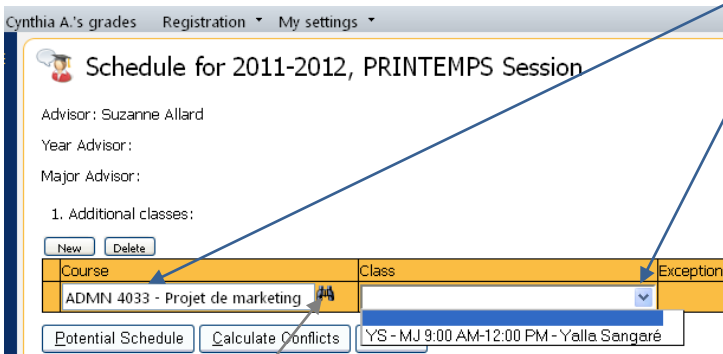 Cynthia A.'s grades Registration My settings
Schedule for 2011-2012, PRINTEMPS Session
Advisor: Suzanne Allard
Year Advisor:
Major Advisor:
1. Additional classes:
New Delete
Course Class Exception
ADMN 4033 - Projet de marketing
Potential Schedule Calculate Conflicts YS - MJ 9:00 AM-12:00 PM - Yalla Sangaré